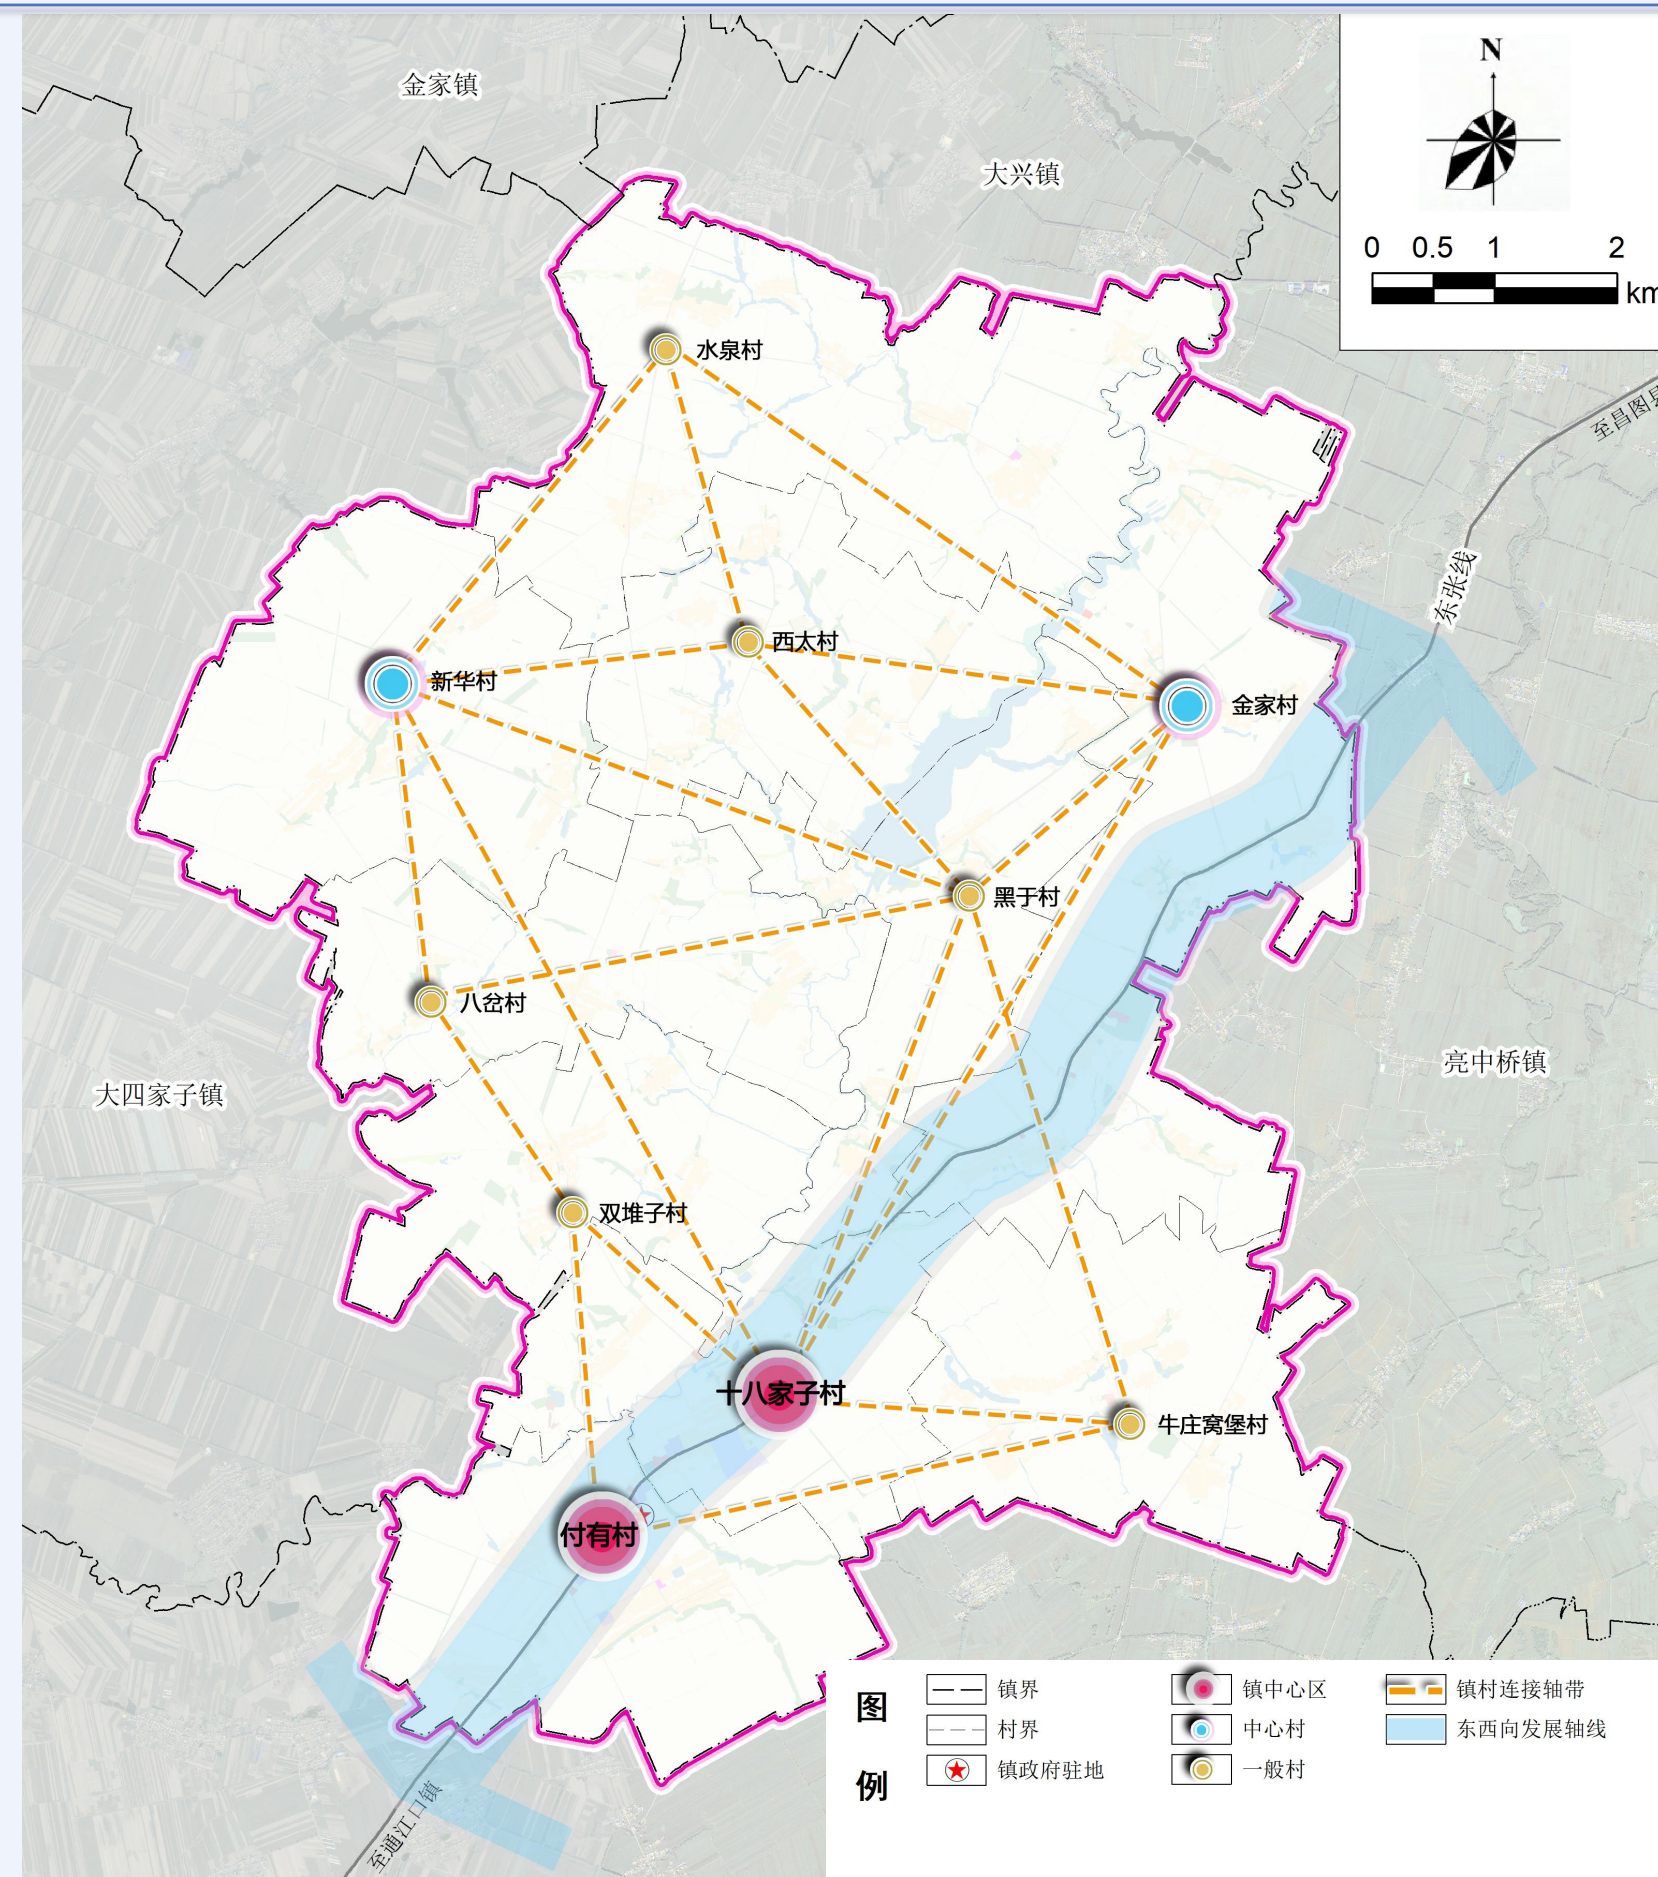 金家镇
大兴镇
N
0 0.5 1 2
km
至昌图县
水泉村
东张线
西太村
新华村
金家村
黑于村
八岔村
亮中桥镇
大四家子镇
双堆子村
十八家子村
牛庄窝堡村
付有村
至通江口镇
图例
镇界
镇中心区
镇村连接轴带
村界
中心村
东西向发展轴线
镇政府驻地
一般村